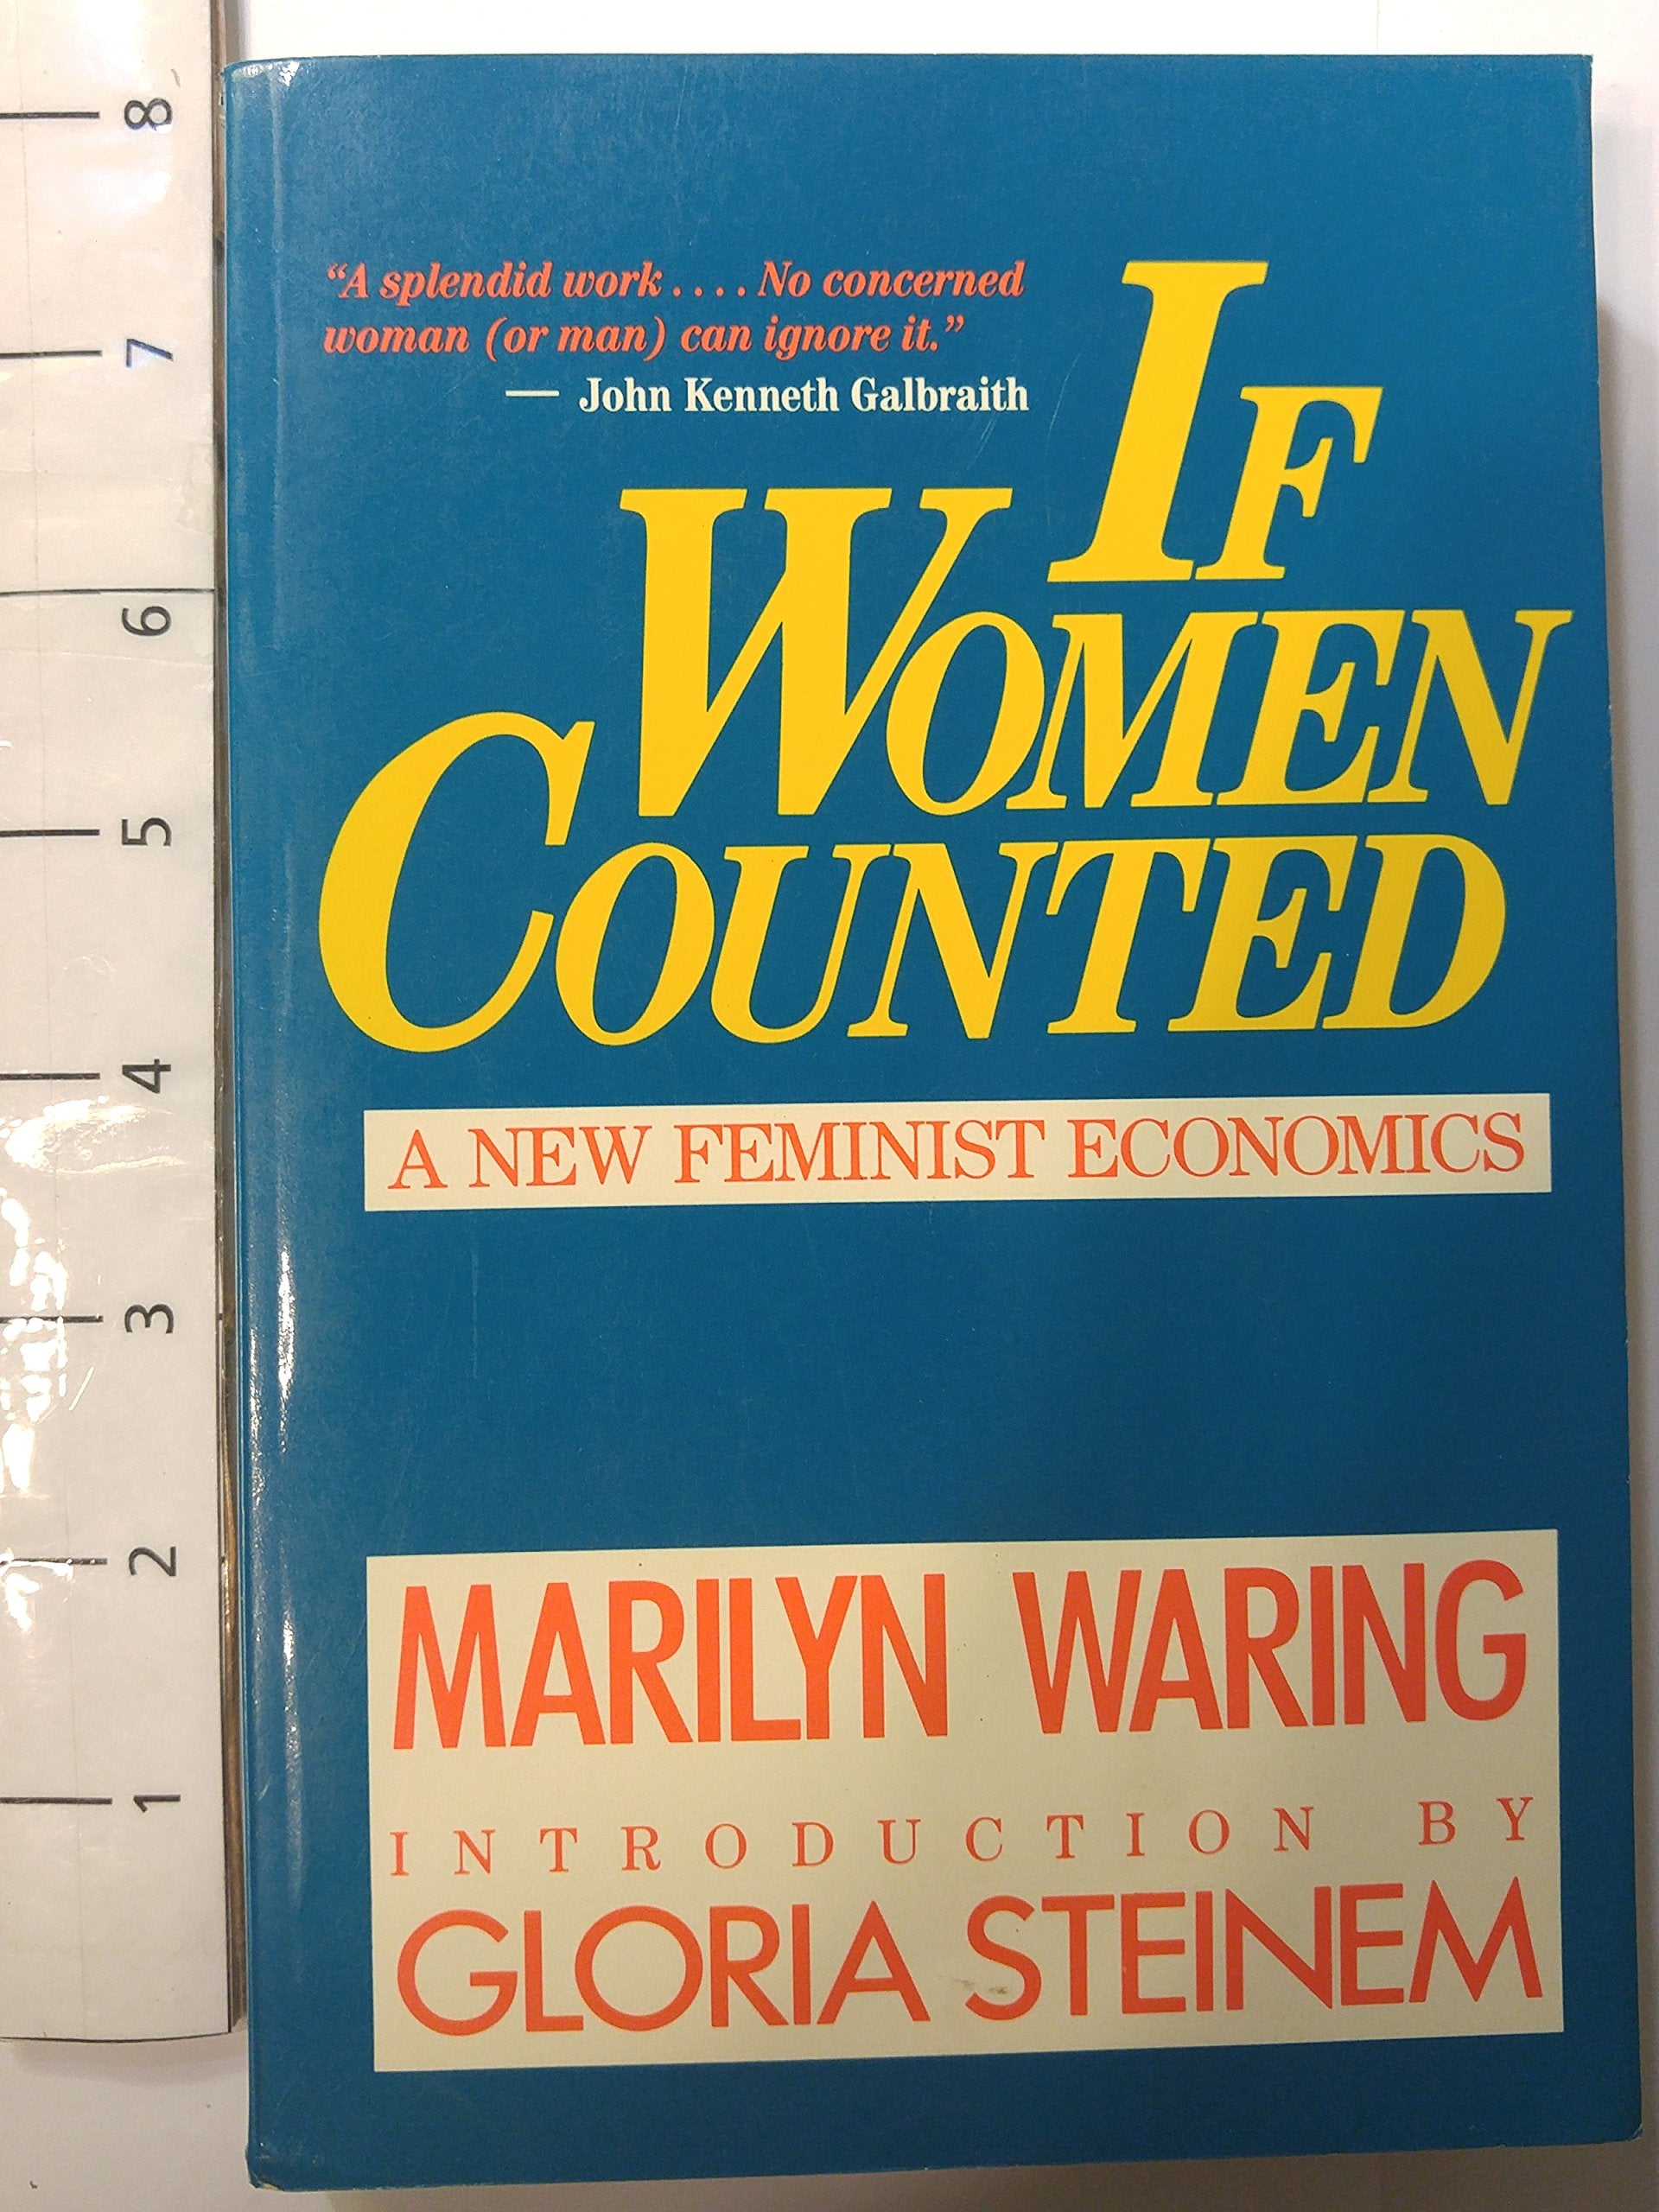 “A splendid work . . . . No concerned
woman (or man) can ignore it.”
— John Kenneth Galbraith
IF
WOMEN
COUNTED
A NEW FEMINIST ECONOMICS
MARILYN WARING
INTRODUCTION BY
GLORIA STEINEM
8
7
6
5
4
3
2
1